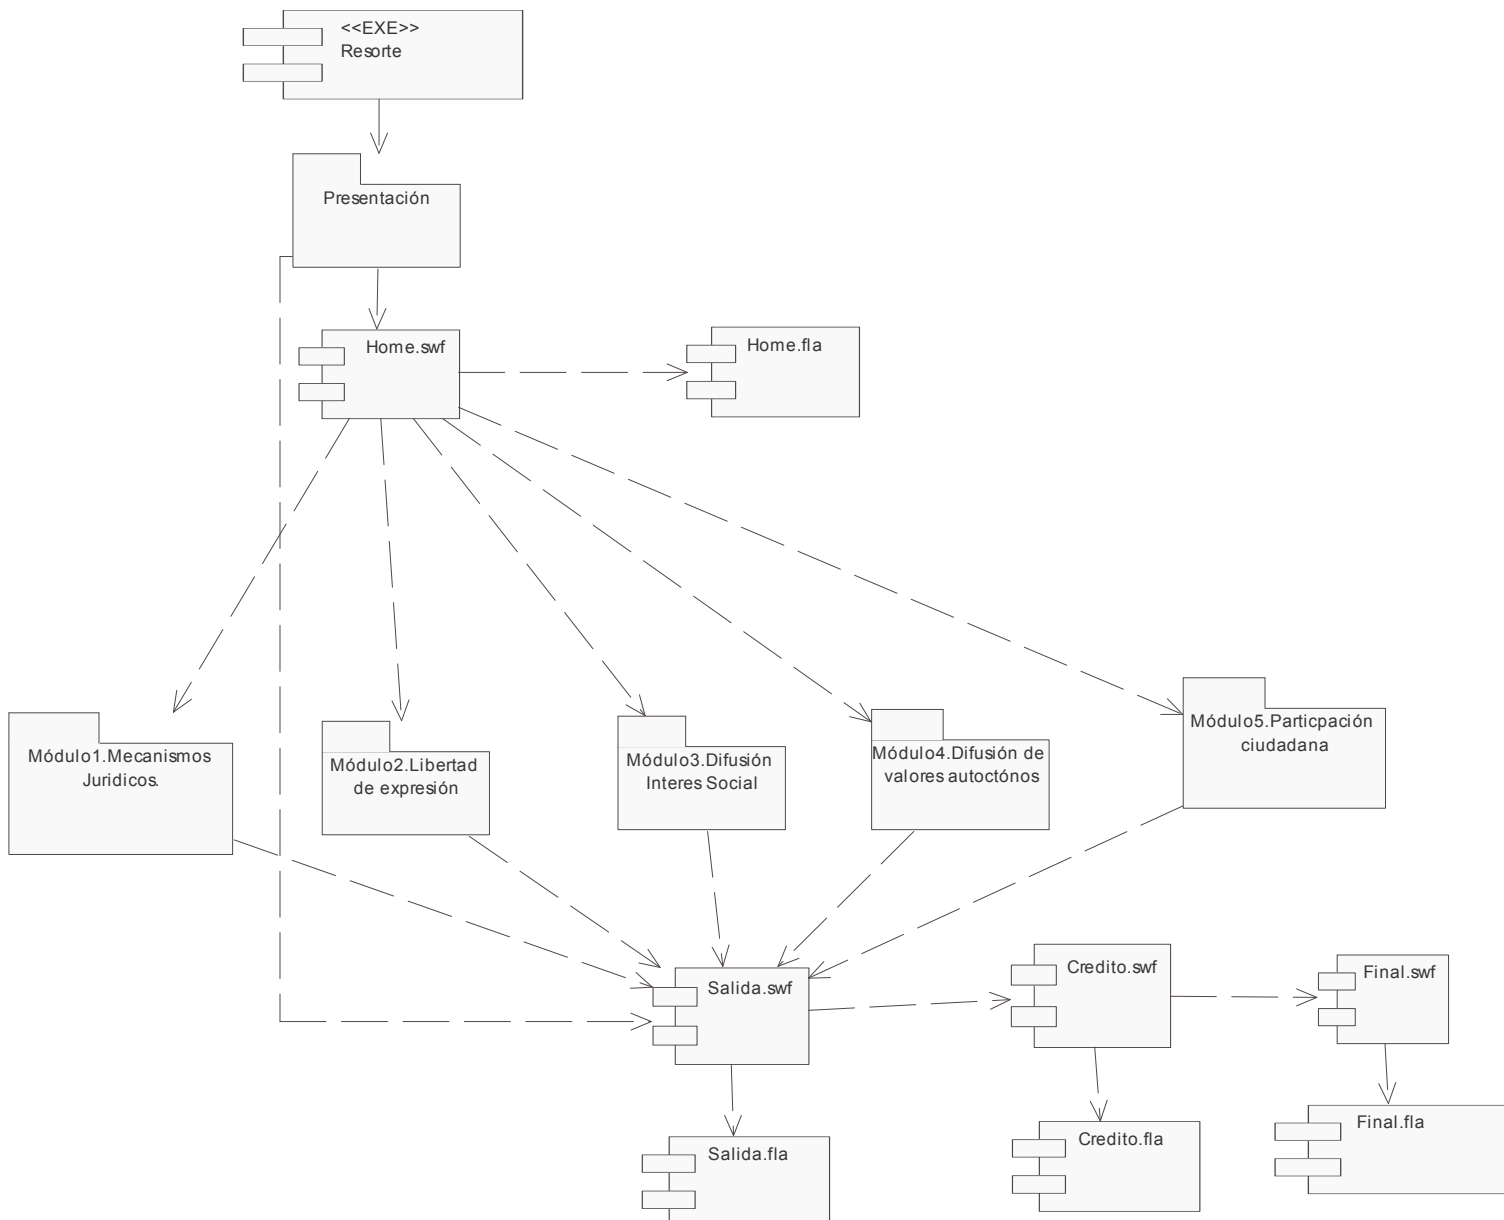 <<EXE>>
Resorte
Presentación
Home.swf
Home.fla
Módulo1.Mecanismos
Juridicos.
Módulo2.Libertad
de expresión
Módulo3.Difusión
Interes Social
Módulo4.Difusión de
valores autoctónos
Módulo5.Particpación
ciudadana
Salida.swf
Credito.swf
Final.swf
Salida.fla
Credito.fla
Final.fla